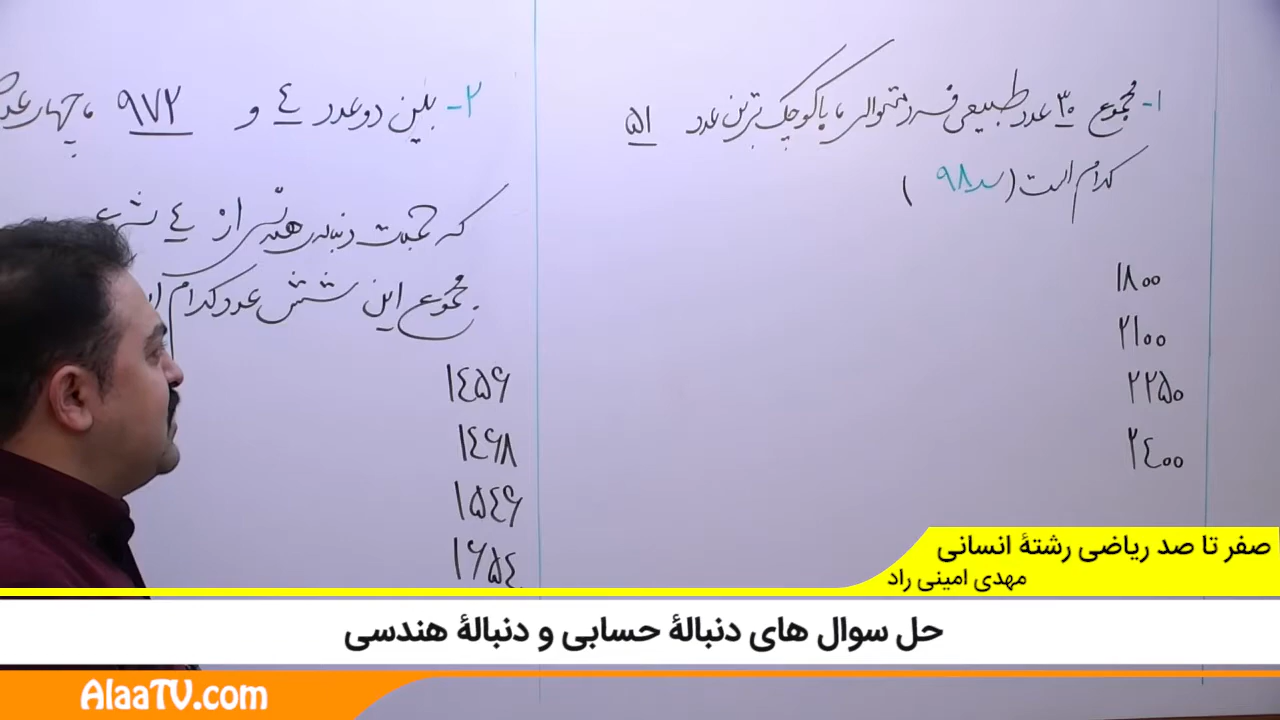 ۱- مجموع ۳۰ عدد طبیعی فرد متوالی، با کوچک‌ترین عدد ۵۱
کدام است (سال ۹۸)
۱۸۰۰
۲۱۰۰
۲۲۵۰
۲۴۰۰
۲- بین دو عدد ۴ و ۹۷۲، چهار
که تحت دنباله هندسی از ۴ شروع
مجموع این شش عدد کدام
۱۴۵۶
۱۴۶۸
۱۵۴۶
۱۶۵۴
صفر تا صد ریاضی رشتهٔ انسانی
مهدی امینی راد
حل سوال های دنبالهٔ حسابی و دنبالهٔ هندسی
AlaaTV.com